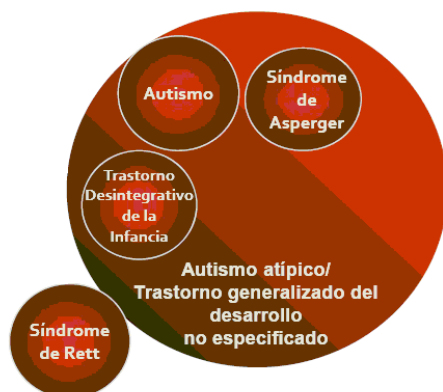 Autismo
Síndrome
de
Asperger
Trastorno
Desintegrativo
de la
Infancia
Autismo atípico/
Trastorno generalizado del
desarrollo
no especificado
Síndrome
de Rett